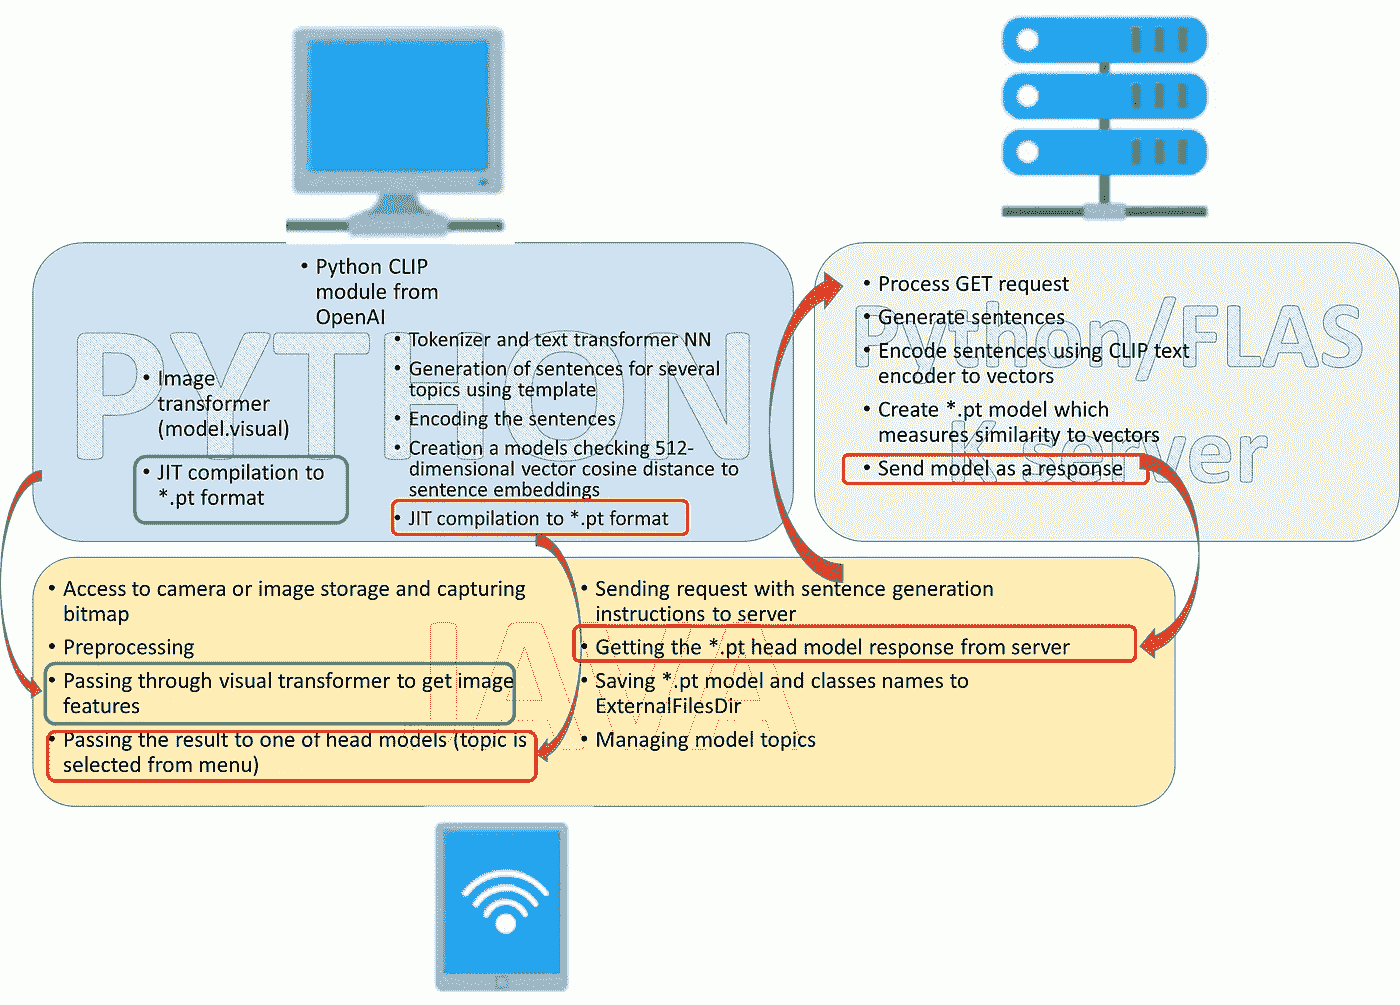 • Python CLIP
module from
OpenAI
PYTHON
• Image
transformer
(model.visual)
• JIT compilation to
*.pt format
• Tokenizer and text transformer NN
• Generation of sentences for several
topics using template
• Encoding the sentences
• Creation a models checking 512-
dimensional vector cosine distance to
sentence embeddings
• JIT compilation to *.pt format
Python/FLAS
K server
• Process GET request
• Generate sentences
• Encode sentences using CLIP text
encoder to vectors
• Create *.pt model which
measures similarity to vectors
• Send model as a response
JAVA
• Access to camera or image storage and capturing
bitmap
• Preprocessing
• Passing through visual transformer to get image
features
• Passing the result to one of head models (topic is
selected from menu)
• Sending request with sentence generation
instructions to server
• Getting the *.pt head model response from server
• Saving *.pt model and classes names to
ExternalFilesDir
• Managing model topics